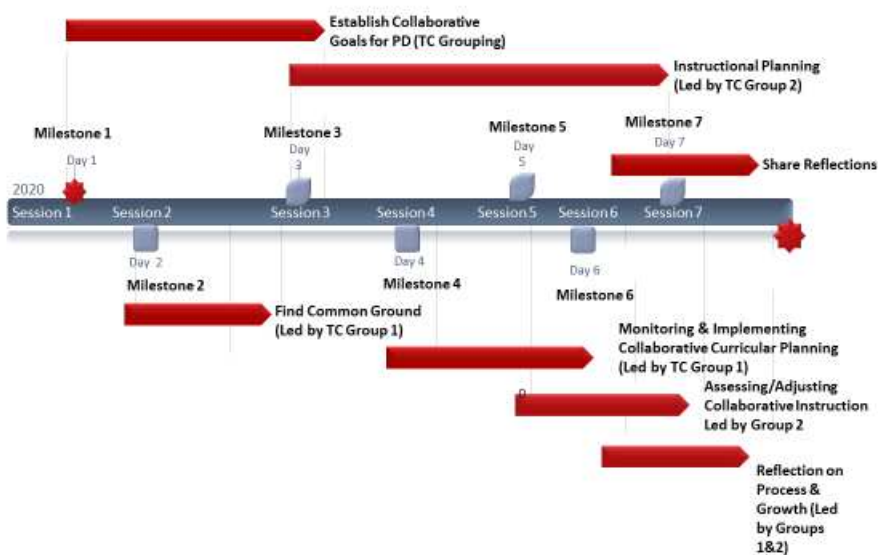 Establish Collaborative
Goals for PD (TC Grouping)
Instructional Planning
(Led by TC Group 2)
Milestone 1
Milestone 3
Milestone 5
Milestone 7
Day 1
Day
3
Day
5
Day 7
Share Reflections
2020
Session 1
Session 2
Session 3
Session 4
Session 5
Session 6
Session 7
Day 2
Day 4
Day 6
Milestone 2
Milestone 4
Milestone 6
Find Common Ground
(Led by TC Group 1)
Monitoring & Implementing
Collaborative Curricular Planning
(Led by TC Group 1)
0
Assessing/Adjusting
Collaborative Instruction
Led by Group 2
Reflection on
Process &
Growth (Led
by Groups
1&2)